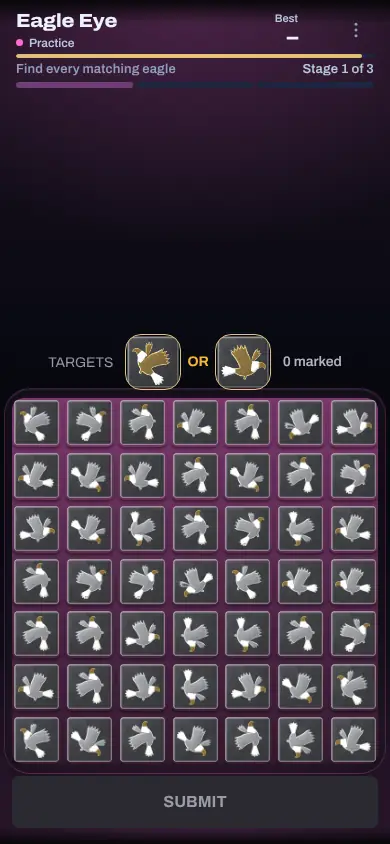 Eagle Eye
Best
Practice
–
Find every matching eagle
Stage 1 of 3
TARGETS
OR
0 marked
SUBMIT